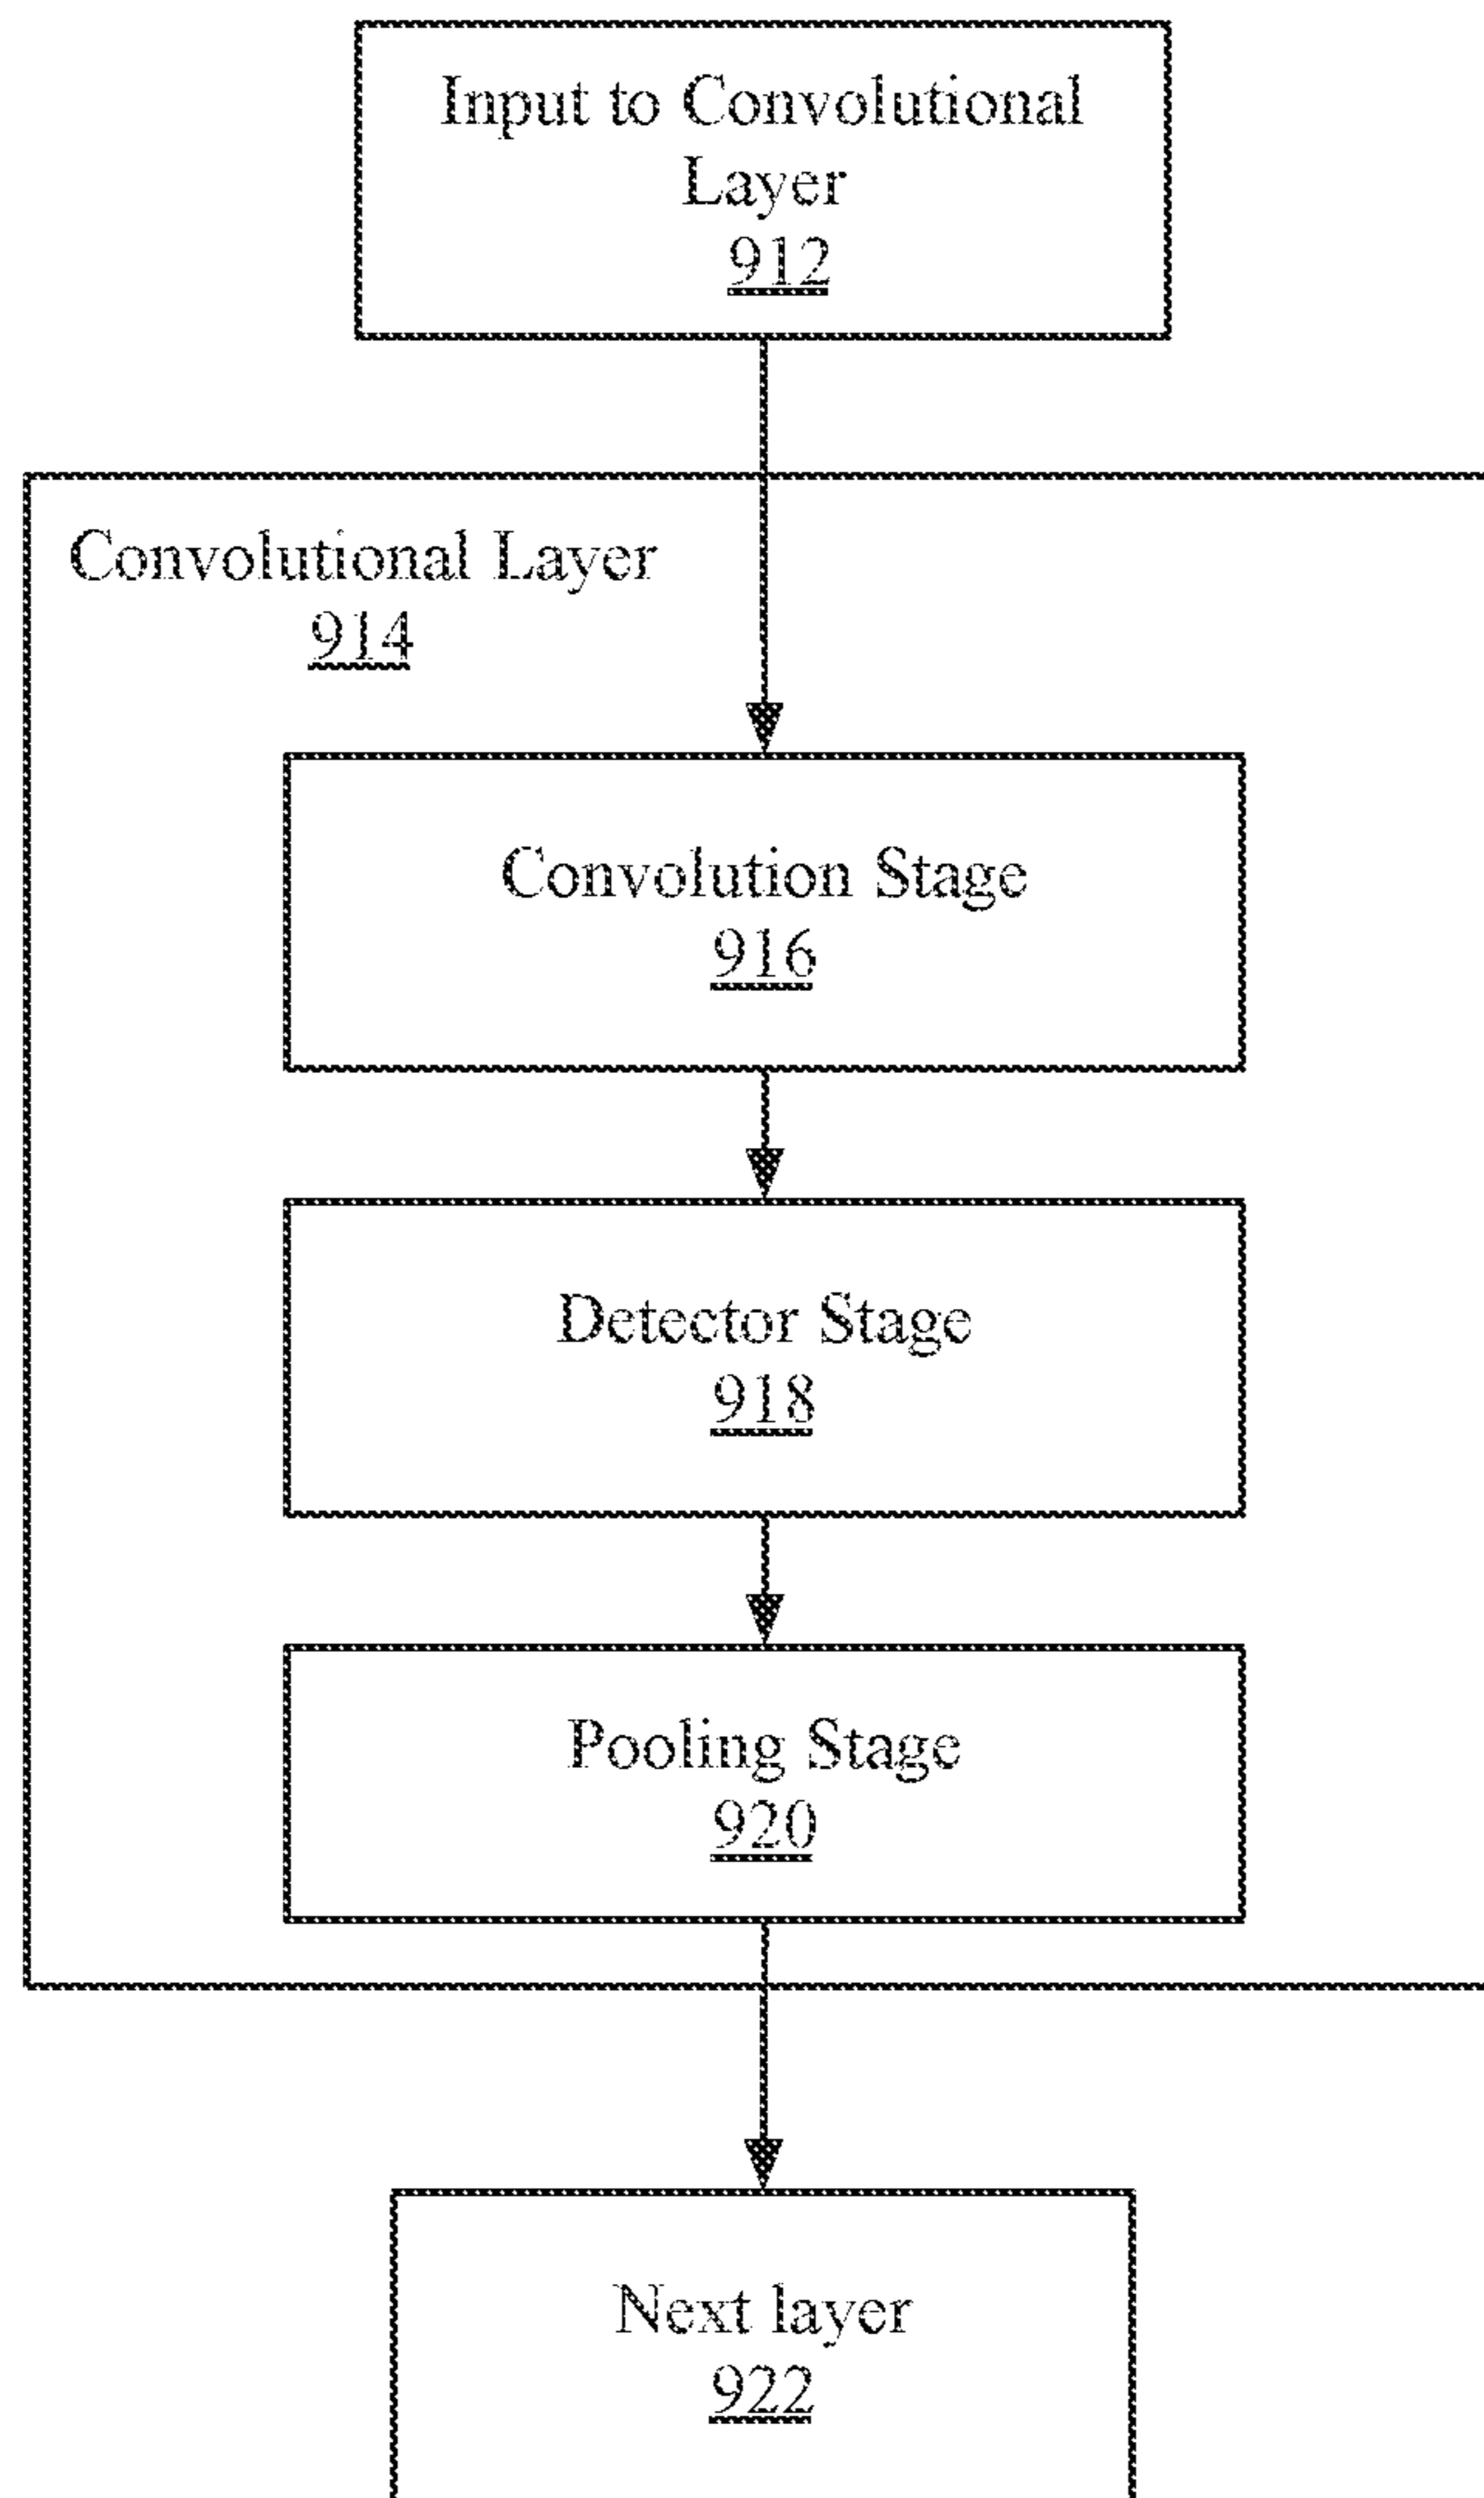 Input to Convolutional
Layer
912
Convolutional Layer
914
Convolution Stage
916
Detector Stage
918
Pooling Stage
920
Next layer
922